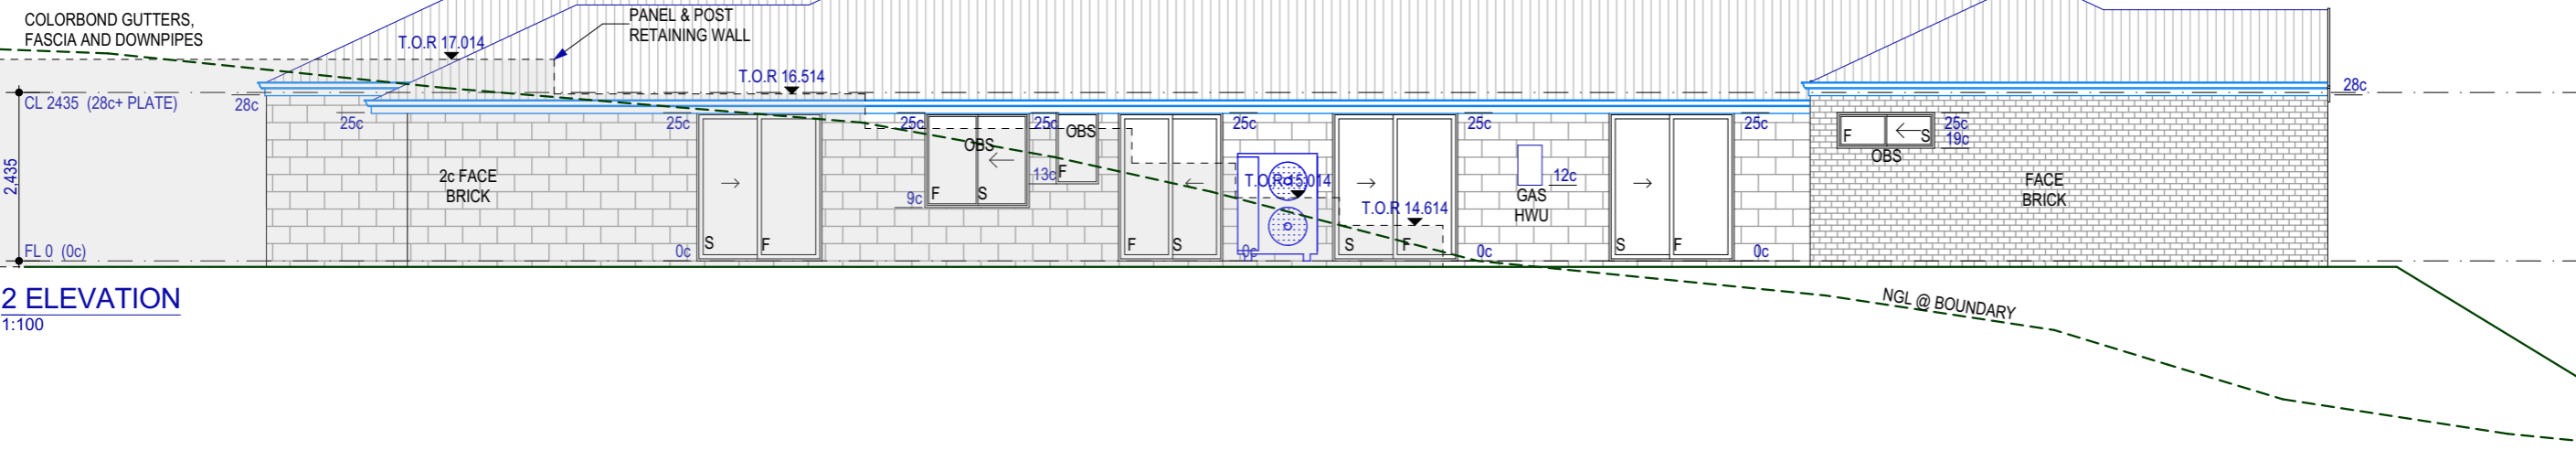 COLORBOND GUTTERS,
FASCIA AND DOWNPIPES
PANEL & POST
RETAINING WALL
T.O.R 17.014
T.O.R 16.514
CL 2435 (28c+ PLATE)
28c
28c
25c
25c
25c
25c
25c
25c
25c
25c
19c
OBS
OBS
F
S
OBS
2,435
2c FACE
BRICK
9c
F
S
13c
F
T.O.R 15.014
T.O.R 14.614
12c
GAS
HWU
FACE
BRICK
FL 0 (0c)
S
F
0c
F
S
0c
S
F
0c
S
F
0c
2 ELEVATION
1:100
NGL @ BOUNDARY